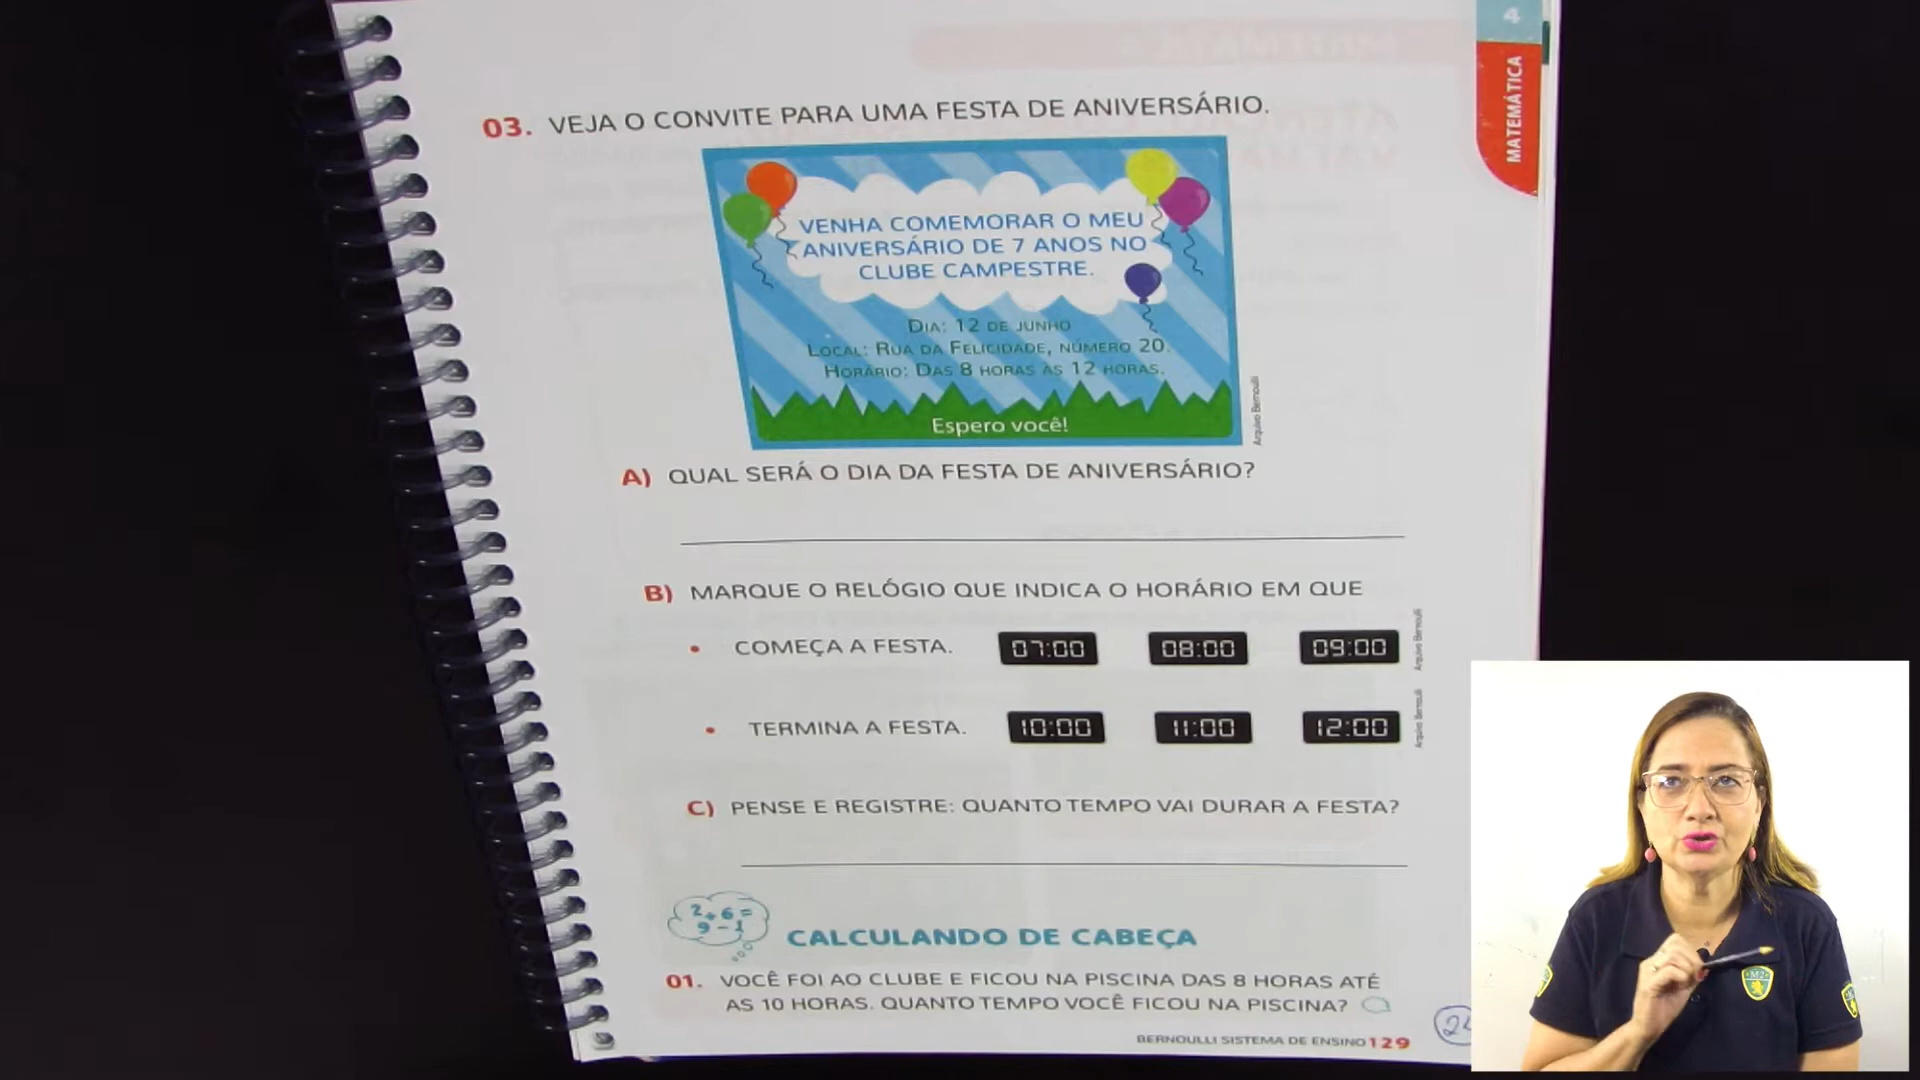 4
MATEMÁTICA
03. VEJA O CONVITE PARA UMA FESTA DE ANIVERSÁRIO.
VENHA COMEMORAR O MEU
ANIVERSÁRIO DE 7 ANOS NO
CLUBE CAMPESTRE.
DIA: 12 DE JUNHO
LOCAL: RUA DA FELICIDADE, NÚMERO 20.
HORÁRIO: DAS 8 HORAS ÀS 12 HORAS.
Espero você!
Arquivo Bernoulli
A) QUAL SERÁ O DIA DA FESTA DE ANIVERSÁRIO?
B) MARQUE O RELÓGIO QUE INDICA O HORÁRIO EM QUE
• COMEÇA A FESTA. 07:00 08:00 09:00
Arquivo Bernoulli
• TERMINA A FESTA. 10:00 11:00 12:00
Arquivo Bernoulli
C) PENSE E REGISTRE: QUANTO TEMPO VAI DURAR A FESTA?
2+6=
9-1
CALCULANDO DE CABEÇA
01. VOCÊ FOI AO CLUBE E FICOU NA PISCINA DAS 8 HORAS ATÉ
AS 10 HORAS. QUANTO TEMPO VOCÊ FICOU NA PISCINA?
BERNOULLI SISTEMA DE ENSINO 129
M2